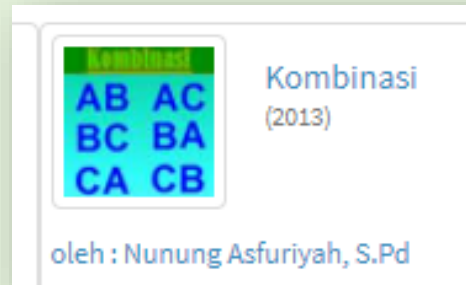 Kombinasi
AB AC
BC BA
CA CB
Kombinasi
(2013)
oleh : Nunung Asfuriyah, S.Pd